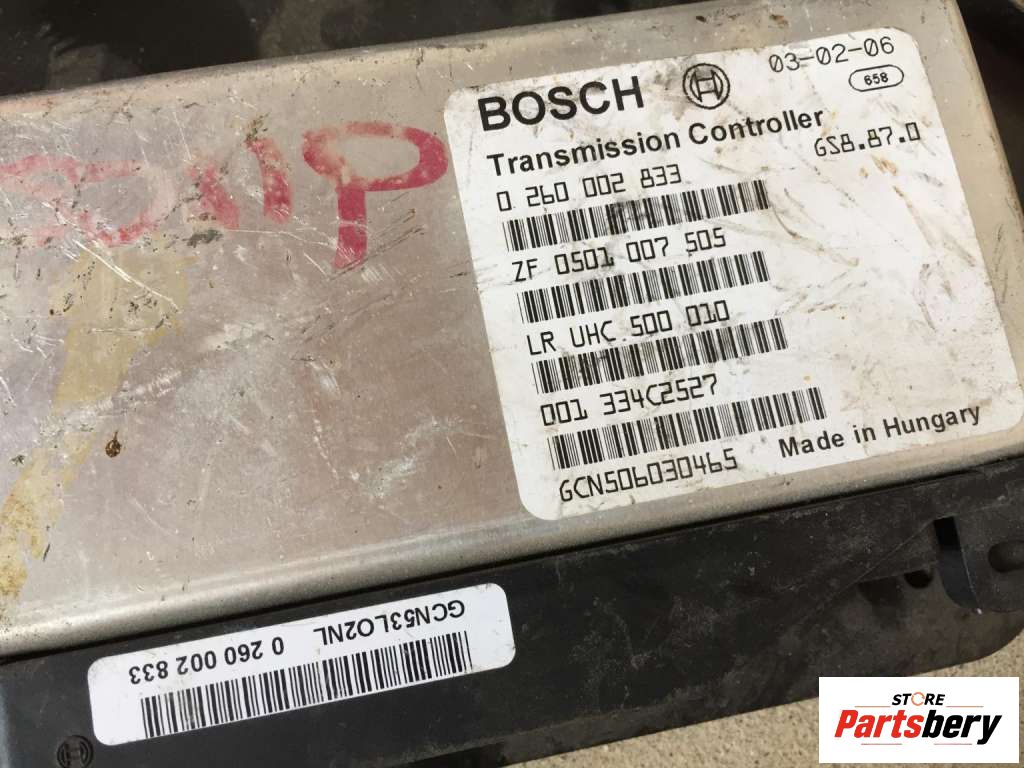 BOSCH
03-02-06
658
Transmission Controller
GS8.87.0
0 260 002 833
ZF 0501 007 505
LR UHC 500 010
001 334C2527
GCN506030465
Made in Hungary
GCN53LO2NL 0 260 002 833
STORE
Partsbery